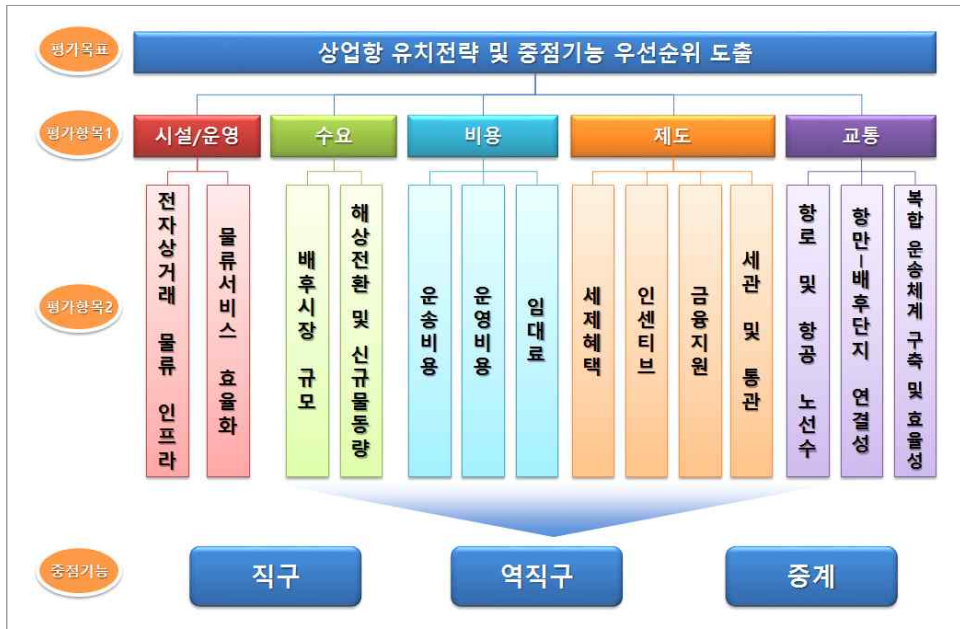 평가목표
상업항 유치전략 및 중점기능 우선순위 도출
평가항목1
시설/운영
수요
비용
제도
교통
평가항목2
전자상거래 물류 인프라
물류서비스 효율화
배후시장 규모
해상전환 및 신규물동량
운송비용
운영비용
임대료
세제혜택
인센티브
금융지원
세관 및 통관
항로 및 항공 노선수
항만-배후단지 연결성
복합 운송체계 구축 및 효율성
중점기능
직구
역직구
중계